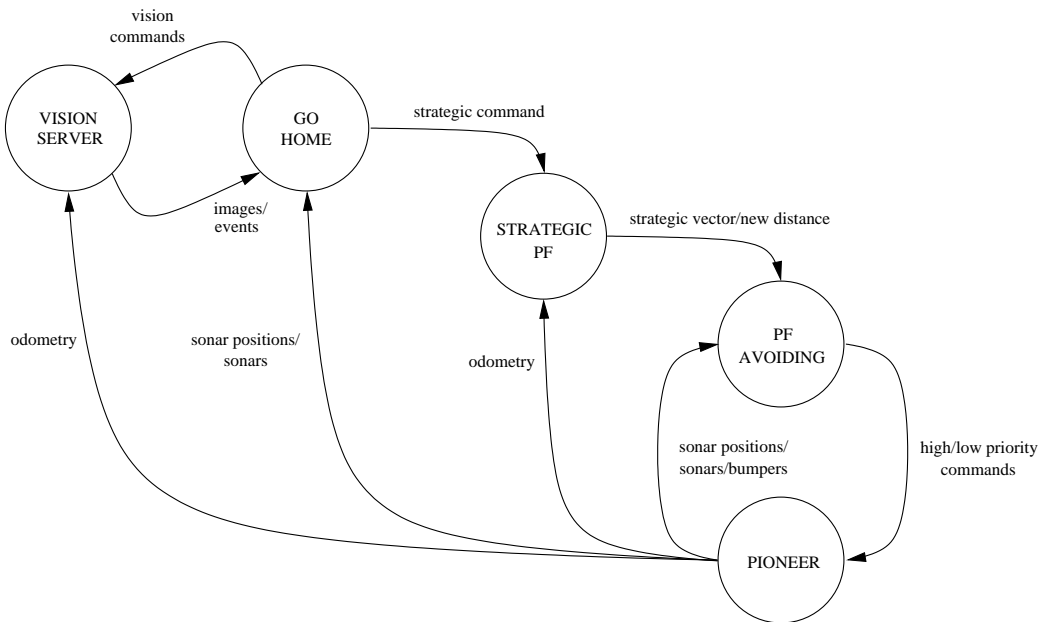 vision
commands
VISION
SERVER
GO
HOME
strategic command
images/
events
STRATEGIC
PF
strategic vector/new distance
odometry
sonar positions/
sonars
odometry
PF
AVOIDING
sonar positions/
sonars/bumpers
high/low priority
commands
PIONEER